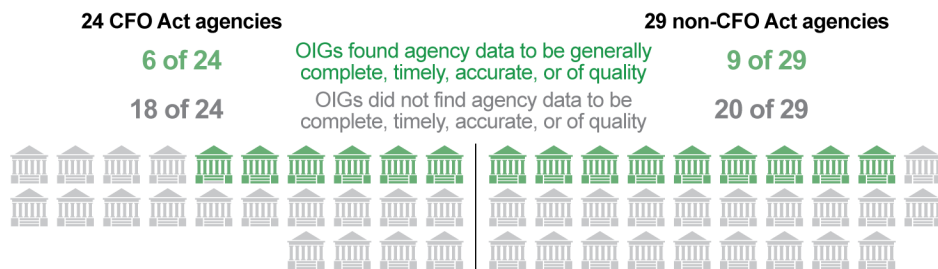 24 CFO Act agencies
29 non-CFO Act agencies
6 of 24
OIGs found agency data to be generally
complete, timely, accurate, or of quality
9 of 29
18 of 24
OIGs did not find agency data to be
complete, timely, accurate, or of quality
20 of 29